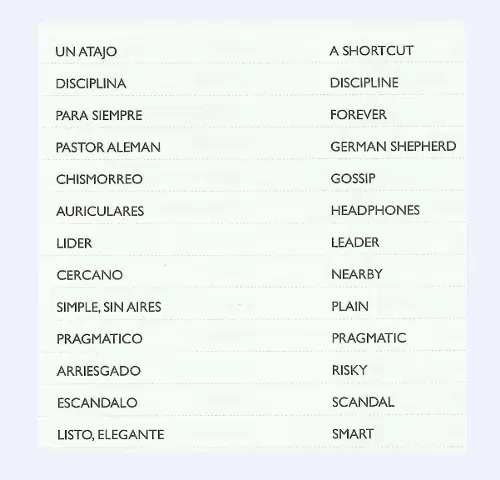 UN ATAJO A SHORTCUT
DISCIPLINA DISCIPLINE
PARA SIEMPRE FOREVER
PASTOR ALEMAN GERMAN SHEPHERD
CHISMORREO GOSSIP
AURICULARES HEADPHONES
LIDER LEADER
CERCANO NEARBY
SIMPLE, SIN AIRES PLAIN
PRAGMATICO PRAGMATIC
ARRIESGADO RISKY
ESCANDALO SCANDAL
LISTO, ELEGANTE SMART